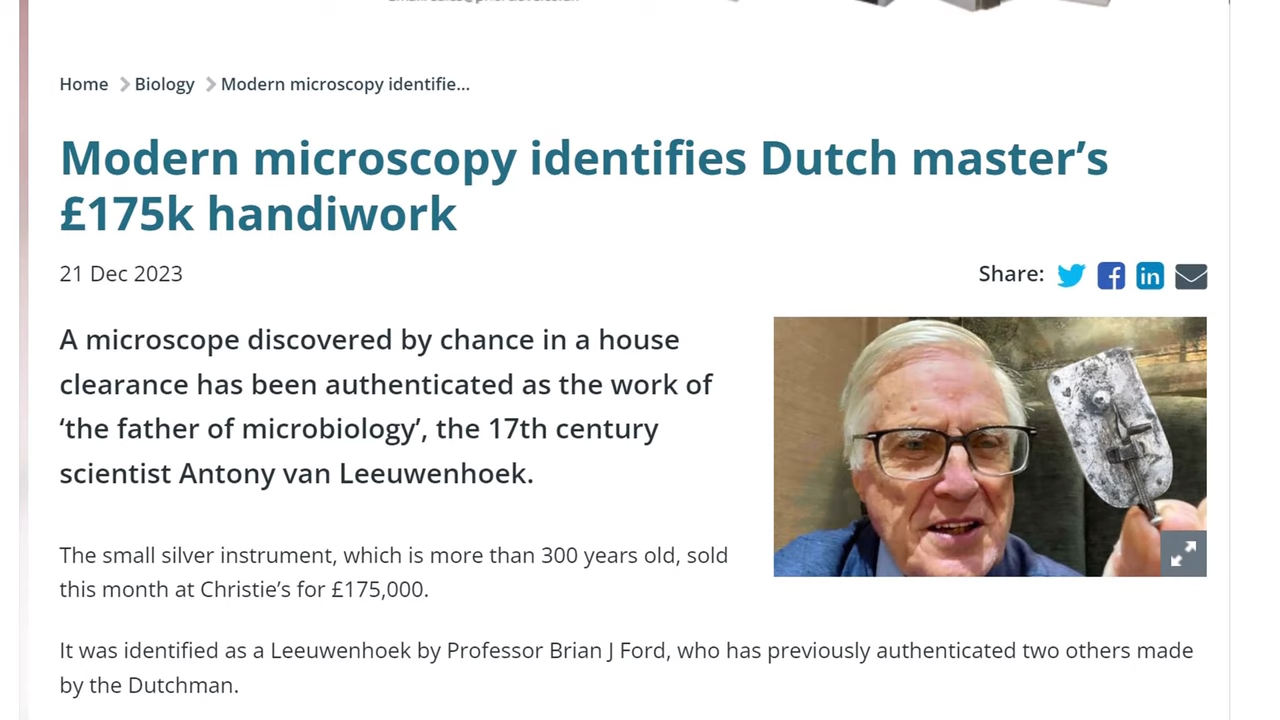 Home > Biology > Modern microscopy identifie...
Modern microscopy identifies Dutch master’s
£175k handiwork
21 Dec 2023
Share:
A microscope discovered by chance in a house
clearance has been authenticated as the work of
‘the father of microbiology’, the 17th century
scientist Antony van Leeuwenhoek.
The small silver instrument, which is more than 300 years old, sold
this month at Christie’s for £175,000.
It was identified as a Leeuwenhoek by Professor Brian J Ford, who has previously authenticated two others made
by the Dutchman.